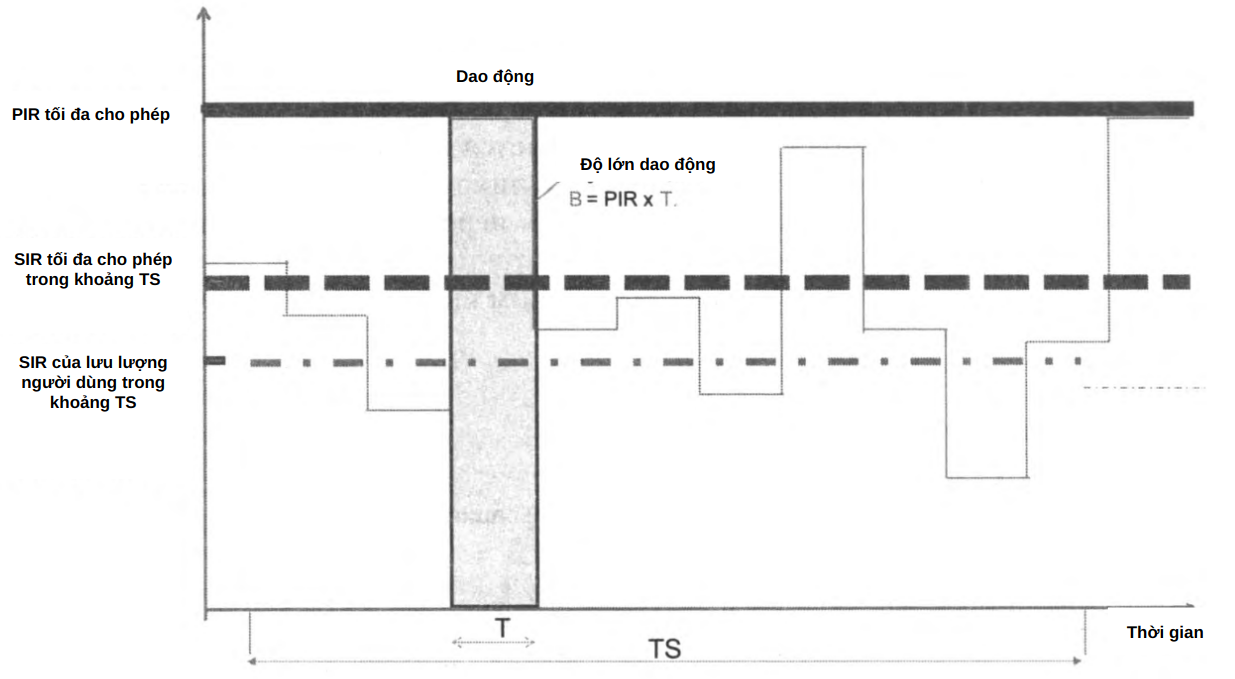 Dao động
PIR tối đa cho phép
Độ lớn dao động
B = PIR x T.
SIR tối đa cho phép
trong khoảng TS
SIR của lưu lượng
người dùng trong
khoảng TS
T
TS
Thời gian